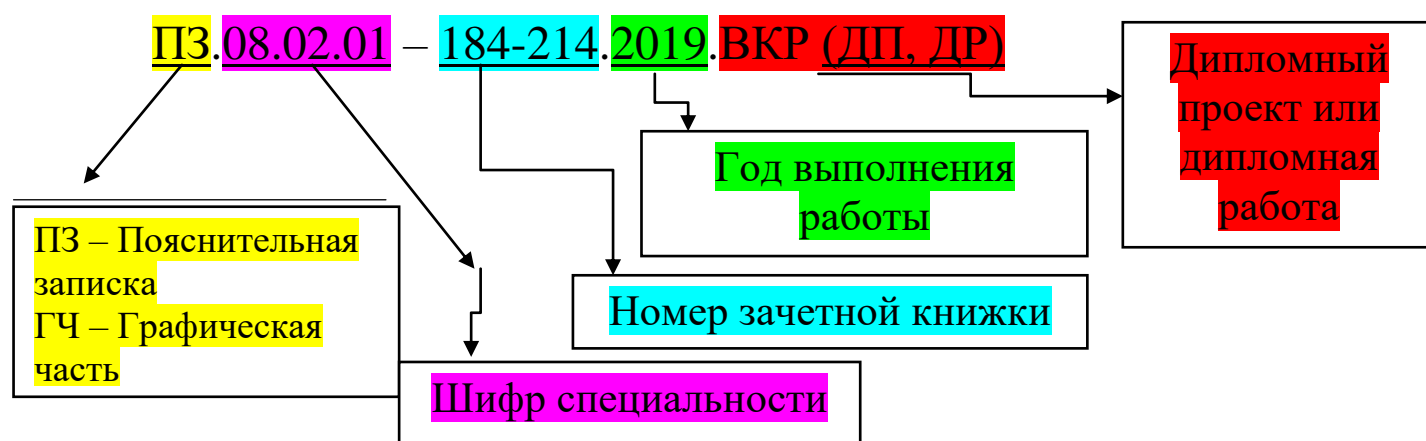 ПЗ.08.02.01 – 184-214.2019.ВКР (ДП, ДР)
Дипломный
проект или
дипломная
работа
Год выполнения
работы
ПЗ – Пояснительная
записка
ГЧ – Графическая
часть
Номер зачетной книжки
Шифр специальности